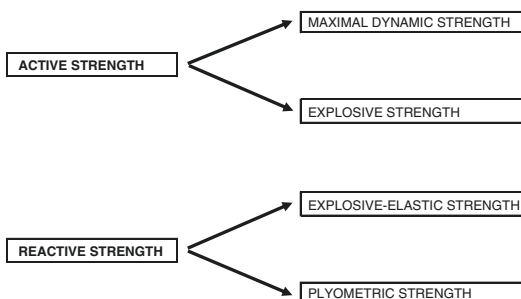 MAXIMAL DYNAMIC STRENGTH
ACTIVE STRENGTH
EXPLOSIVE STRENGTH
EXPLOSIVE-ELASTIC STRENGTH
REACTIVE STRENGTH
PLYOMETRIC STRENGTH